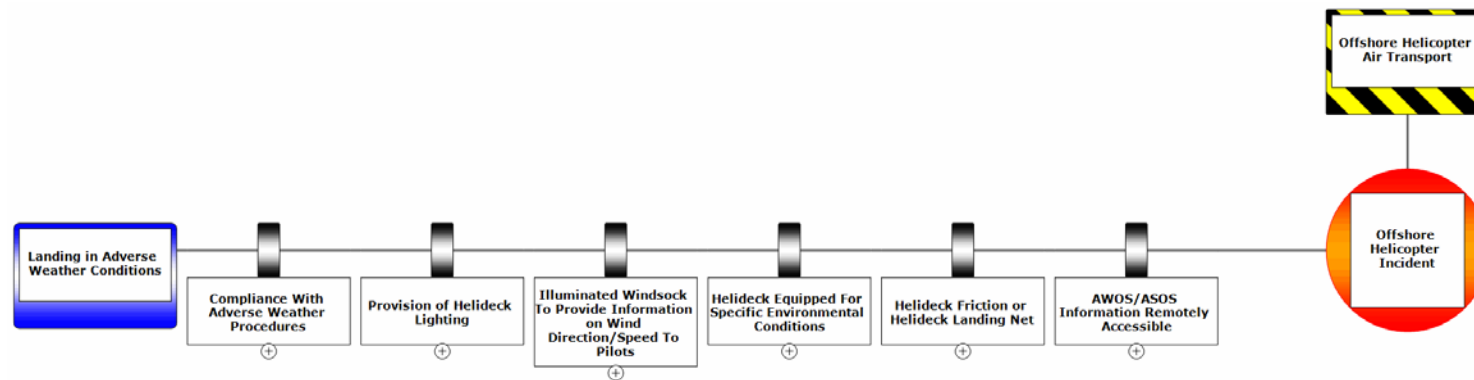 Offshore Helicopter
Air Transport
Landing in Adverse
Weather Conditions
Compliance With
Adverse Weather
Procedures
Provision of Helideck
Lighting
Illuminated Windsock
To Provide Information
on Wind
Direction/Speed To
Pilots
Helideck Equipped For
Specific Environmental
Conditions
Helideck Friction or
Helideck Landing Net
AWOS/ASOS
Information Remotely
Accessible
Offshore
Helicopter
Incident